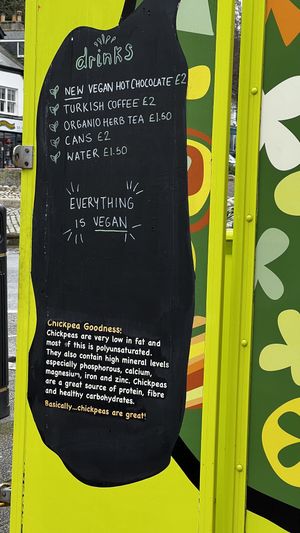 drinks
NEW VEGAN HOT CHOCOLATE £2
TURKISH COFFEE £2
ORGANIO HERB TEA £1.50
CANS £2
WATER £1.50
EVERYTHING
IS VEGAN
Chickpea Goodness!
Chickpeas are very low in fat and
most of this is polyunsaturated.
They also contain high mineral levels
especially phosphorous, calcium,
magnesium, iron and zinc. Chickpeas
are a great source of protein, fibre
and healthy carbohydrates.
Basically...chickpeas are great!